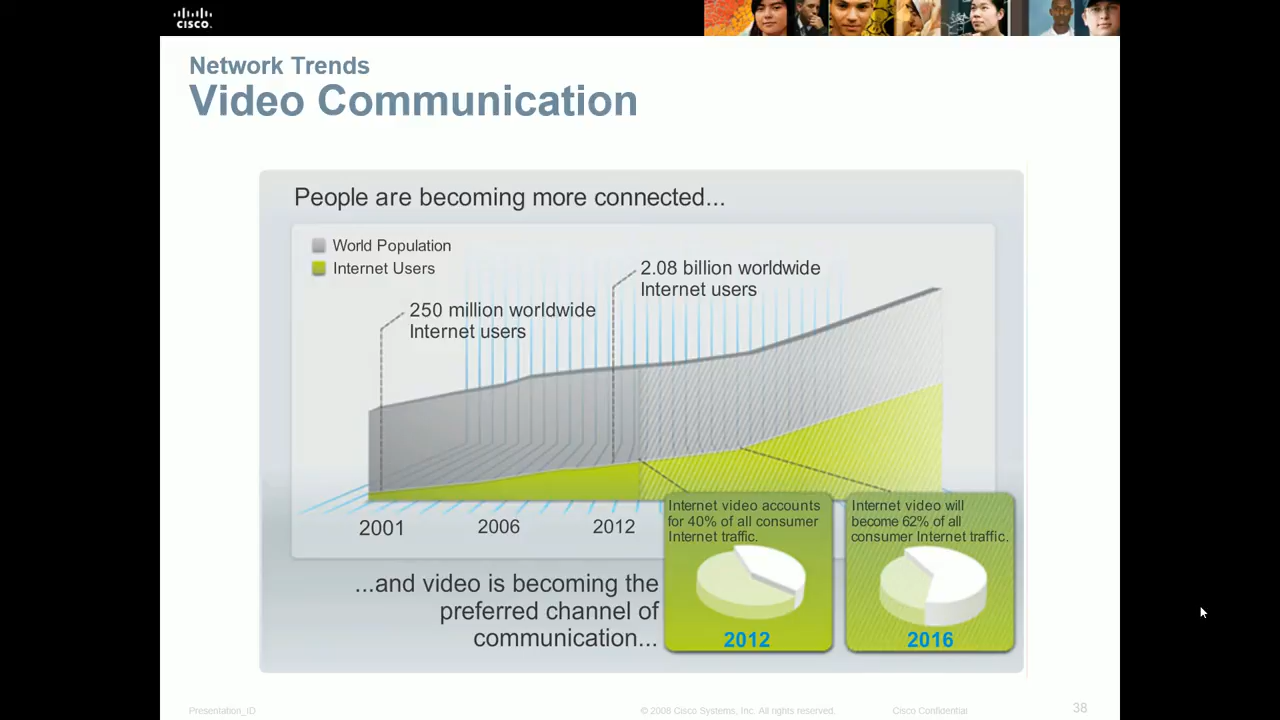 CISCO.
Network Trends
Video Communication
People are becoming more connected...
World Population
Internet Users
2.08 billion worldwide
Internet users
250 million worldwide
Internet users
2001
2006
2012
Internet video accounts
for 40% of all consumer
Internet traffic.
2012
Internet video will
become 62% of all
consumer Internet traffic.
2016
...and video is becoming the
preferred channel of
communication...
Presentation_ID
© 2008 Cisco Systems, Inc. All rights reserved.
Cisco Confidential
38